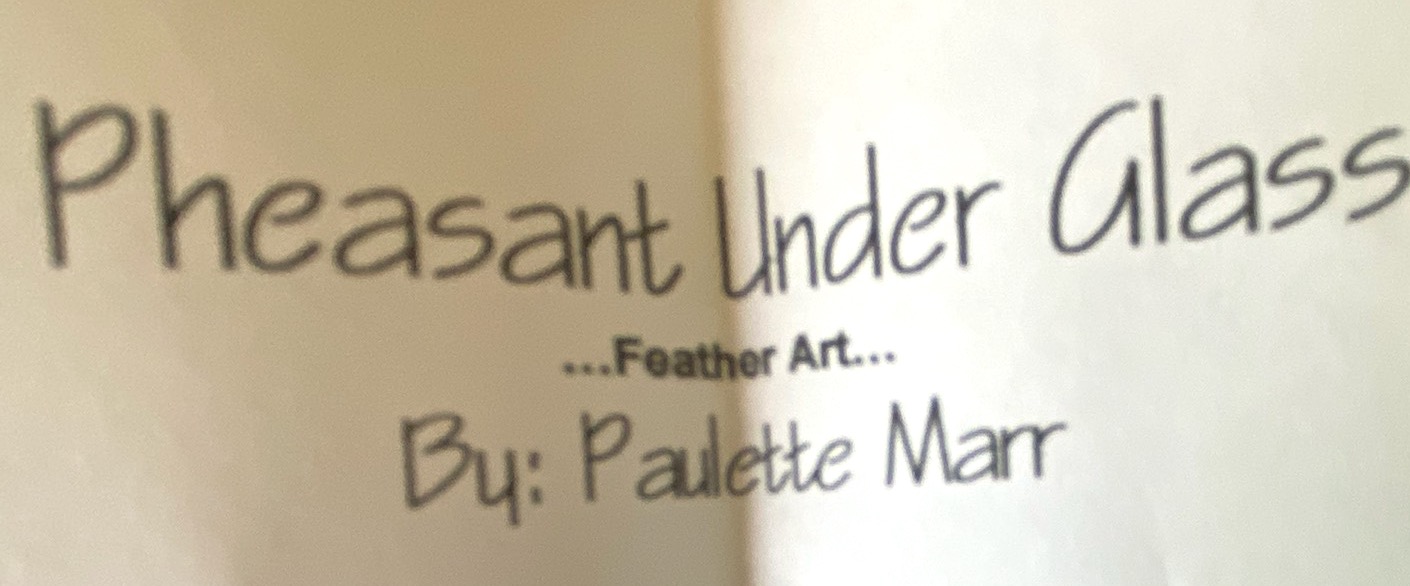 Pheasant Under Glass
...Feather Art...
By: Paulette Marr